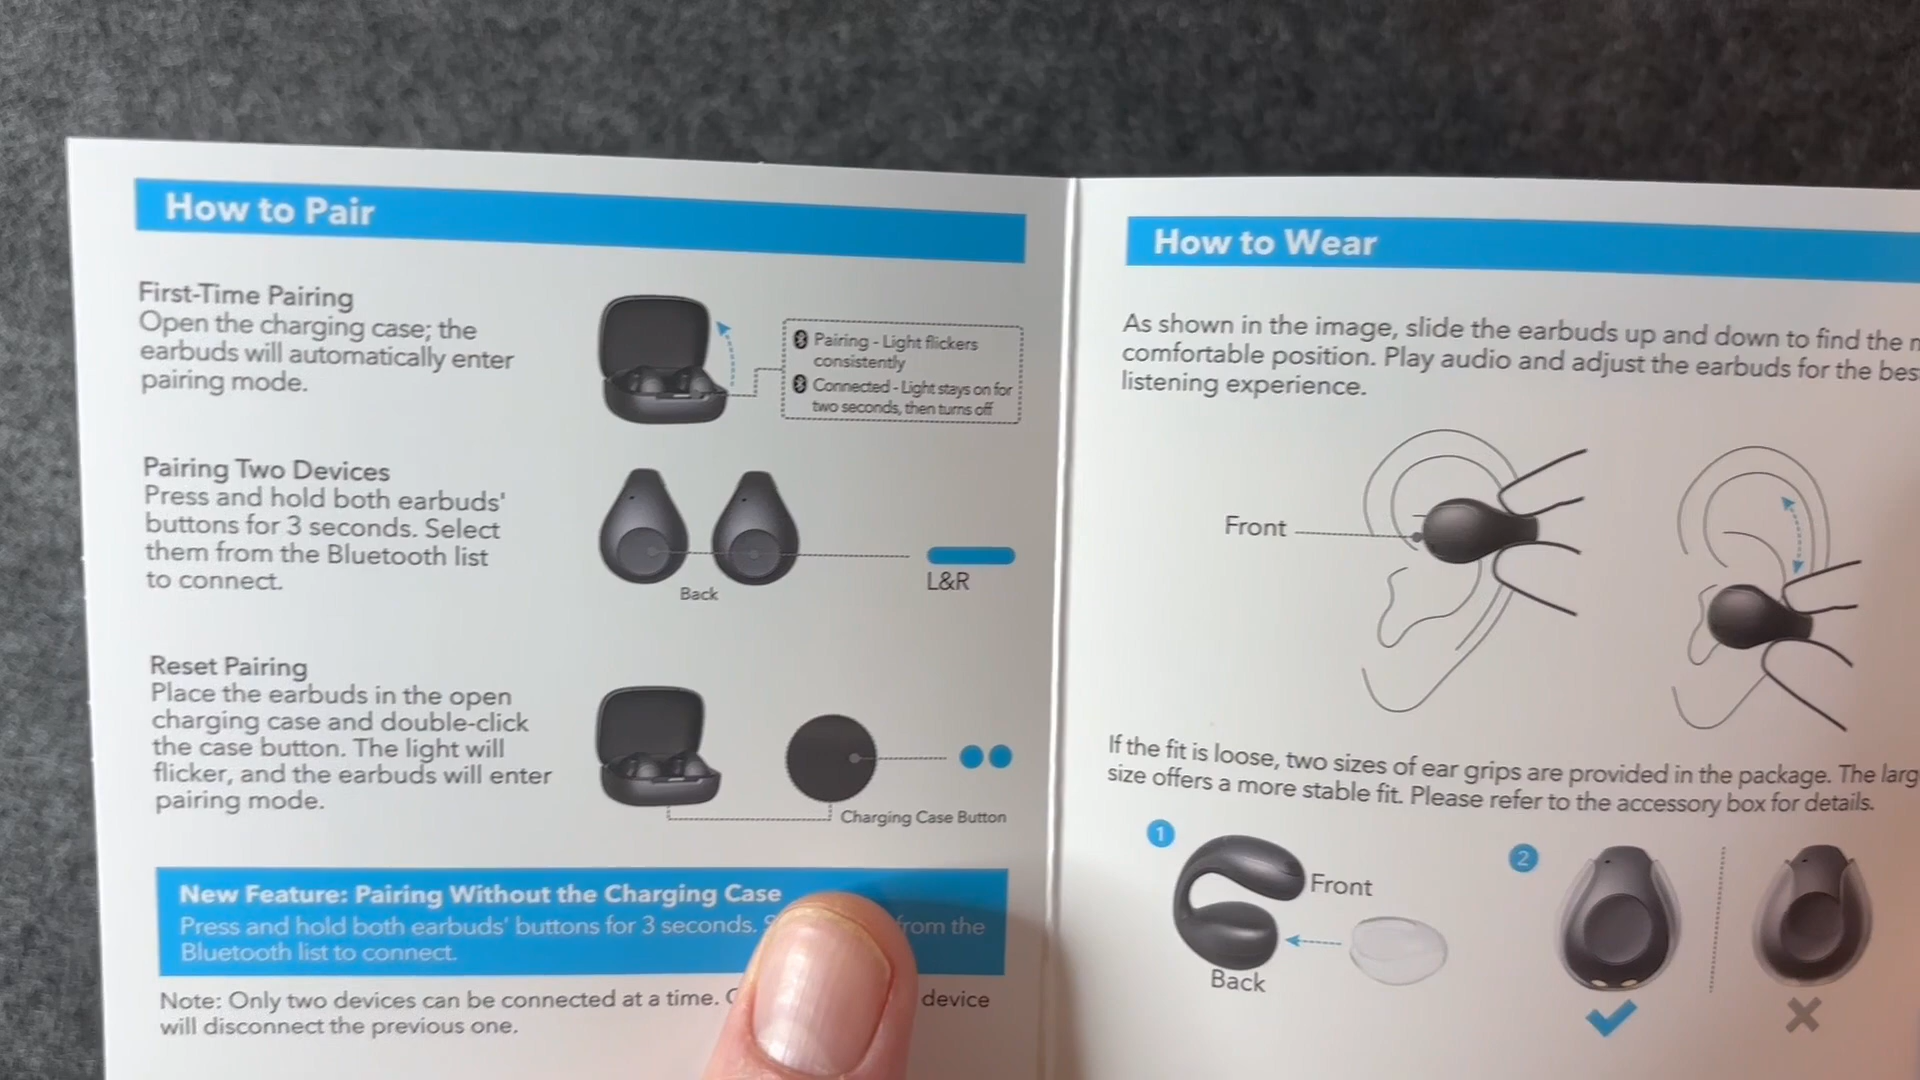 How to Pair
First-Time Pairing
Open the charging case; the
earbuds will automatically enter
pairing mode.
Pairing - Light flickers
consistently
Connected - Light stays on for
two seconds, then turns off
Pairing Two Devices
Press and hold both earbuds'
buttons for 3 seconds. Select
them from the Bluetooth list
to connect.
Back
L&R
Reset Pairing
Place the earbuds in the open
charging case and double-click
the case button. The light will
flicker, and the earbuds will enter
pairing mode.
Charging Case Button
New Feature: Pairing Without the Charging Case
Press and hold both earbuds' buttons for 3 seconds. from the
Bluetooth list to connect.
Note: Only two devices can be connected at a time. device
will disconnect the previous one.
How to Wear
As shown in the image, slide the earbuds up and down to find the
comfortable position. Play audio and adjust the earbuds for the
listening experience.
Front
If the fit is loose, two sizes of ear grips are provided in the package. The
size offers a more stable fit. Please refer to the accessory box for details.
1
Front
Back
2